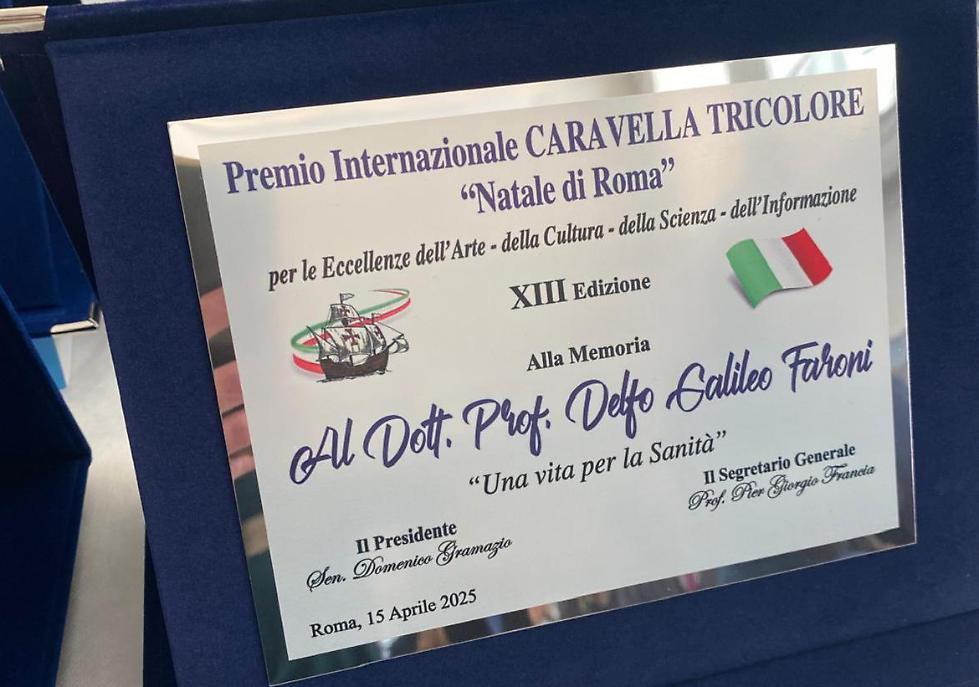 Premio Internazionale CARAVELLA TRICOLORE
“Natale di Roma”
per le Eccellenze dell’Arte - della Cultura - della Scienza - dell’Informazione
XIII Edizione
Alla Memoria
Al Dott. Prof. Delfo Galileo Faroni
“Una vita per la Sanità”
Il Segretario Generale
Prof. Pier Giorgio Francia
Il Presidente
Sen. Domenico Gramazio
Roma, 15 Aprile 2025